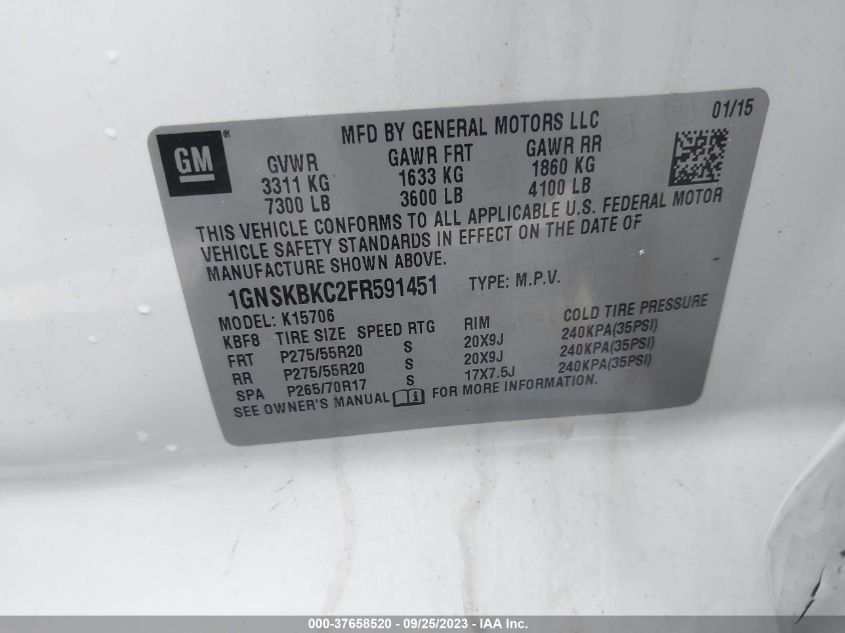 GM®
MFD BY GENERAL MOTORS LLC
01/15
GVWR GAWR FRT GAWR RR
3311 KG 1633 KG 1860 KG
7300 LB 3600 LB 4100 LB
THIS VEHICLE CONFORMS TO ALL APPLICABLE U.S. FEDERAL MOTOR
VEHICLE SAFETY STANDARDS IN EFFECT ON THE DATE OF
MANUFACTURE SHOWN ABOVE.
1GNSKBKC2FR591451 TYPE: M.P.V.
MODEL: K15706
KBF8 TIRE SIZE SPEED RTG RIM COLD TIRE PRESSURE
FRT P275/55R20 S 20X9J 240KPA(35PSI)
RR P275/55R20 S 20X9J 240KPA(35PSI)
SPA P265/70R17 S 17X7.5J 240KPA(35PSI)
SEE OWNER'S MANUAL FOR MORE INFORMATION.
000-37658520 - 09/25/2023 - IAA Inc.